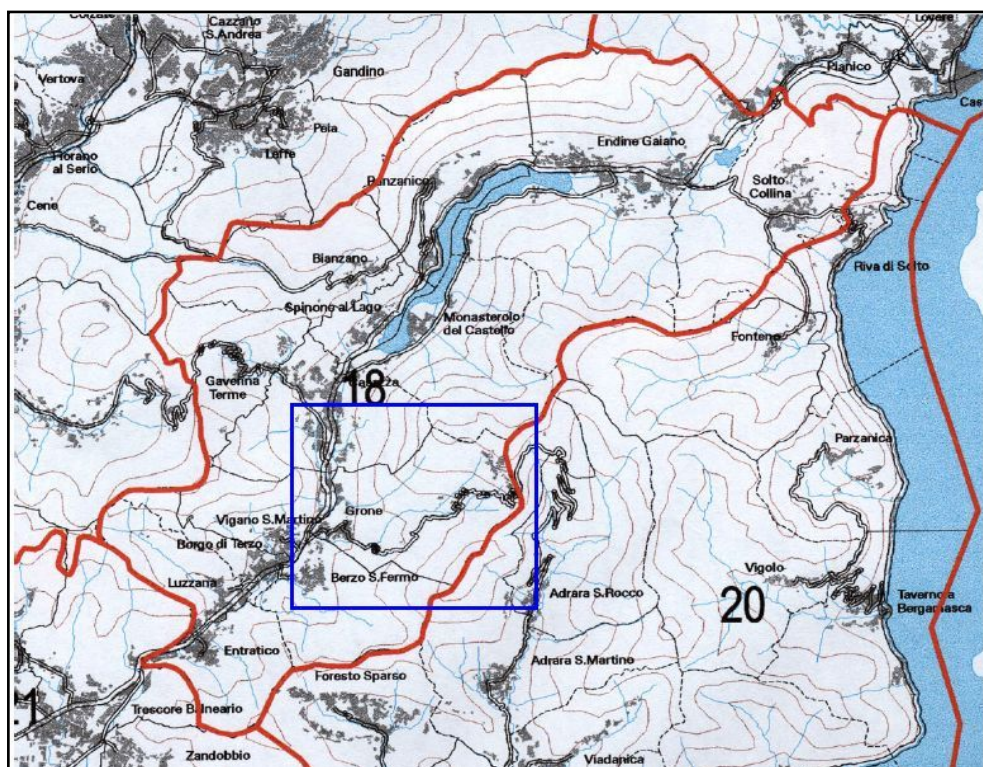 Cazzano
S.Andrea
Lovere
Pianico
Vertova
Gandino
Peia
Leffe
Endine Gaiano
Fiorano
al Serio
Ranzanico
Solto
Collina
Cene
Bianzano
Riva di Solto
Spinone al Lago
Monasterolo
del Castello
Fonteno
Gaverina
Terme
18
Parzanica
Grone
Vigano S.Martino
Borgo di Terzo
Luzzana
Berzo S.Fermo
Vigolo
Adrara S.Rocco
20
Tavernola
Bergamasca
Entratico
Adrara S.Martino
Foresto Sparso
Trescore Balneario
Zandobbio
Viadanica